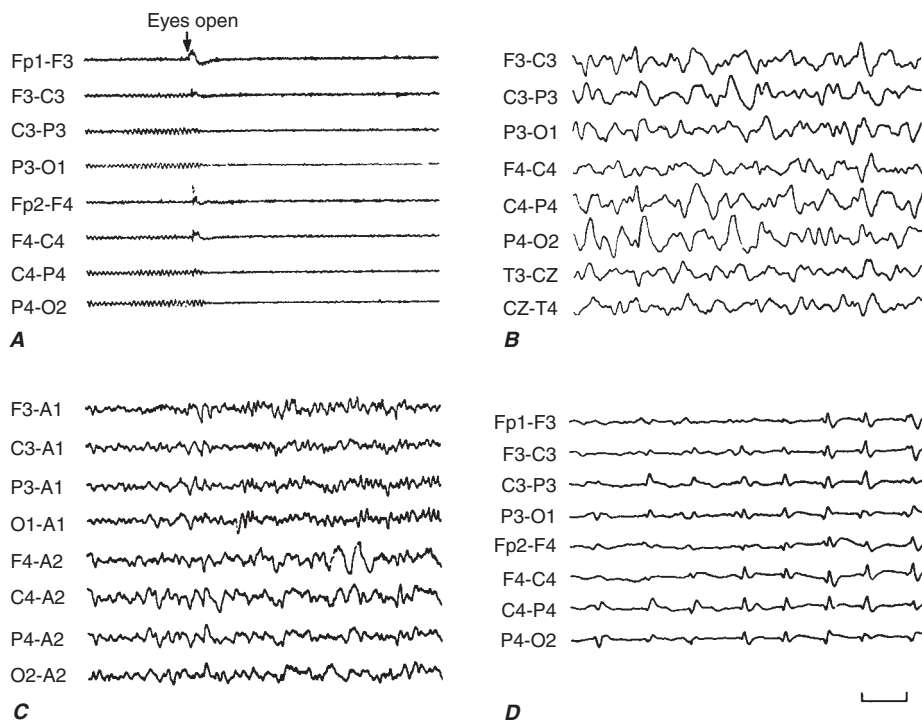 Eyes open
Fp1-F3
F3-C3
C3-P3
P3-O1
Fp2-F4
F4-C4
C4-P4
P4-O2
A
F3-C3
C3-P3
P3-O1
F4-C4
C4-P4
P4-O2
T3-CZ
CZ-T4
B
F3-A1
C3-A1
P3-A1
O1-A1
F4-A2
C4-A2
P4-A2
O2-A2
C
Fp1-F3
F3-C3
C3-P3
P3-O1
Fp2-F4
F4-C4
C4-P4
P4-O2
D